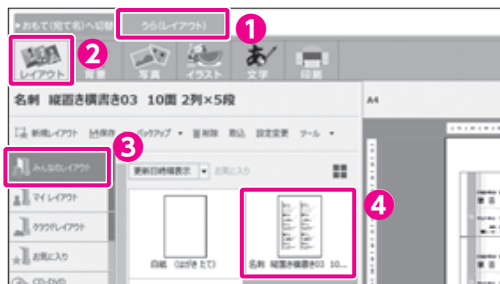 ▶おもて(宛て名)へ切替 うら(レイアウト) 1
2
レイアウト 背景 写真 イラスト 文字 印刷
名刺 縦置き横書き03 10面 2列×5段 A4
新規レイアウト 保存 バックアップ 削除 取込 設定変更 ツール
3
みんなのレイアウト 更新日時順表示 お気に入り
マイ レイアウト 4
クラウドレイアウト
お気に入り 白紙 (はがき たて) 名刺 縦置き横書き03 10...
CD・DVD